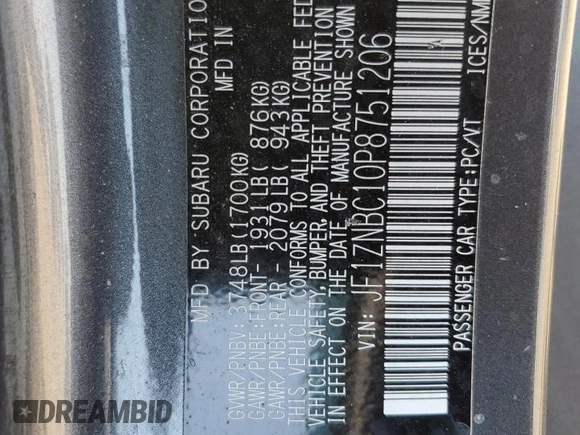 MFD BY SUBARU CORPORATION
MFD IN
GVWR/PNBV: 3748LB(1700KG)
GAWR/PNBE:FRONT- 1931LB( 876KG)
GAWR/PNBE:REAR - 2079LB( 943KG)
THIS VEHICLE CONFORMS TO ALL APPLICABLE FED
VEHICLE SAFETY, BUMPER, AND THEFT PREVENTION
IN EFFECT ON THE DATE OF MANUFACTURE SHOWN
VIN: JF1ZNBC10P8751206
PASSENGER CAR TYPE:PC/VT
ICES/NM
DREAMBID